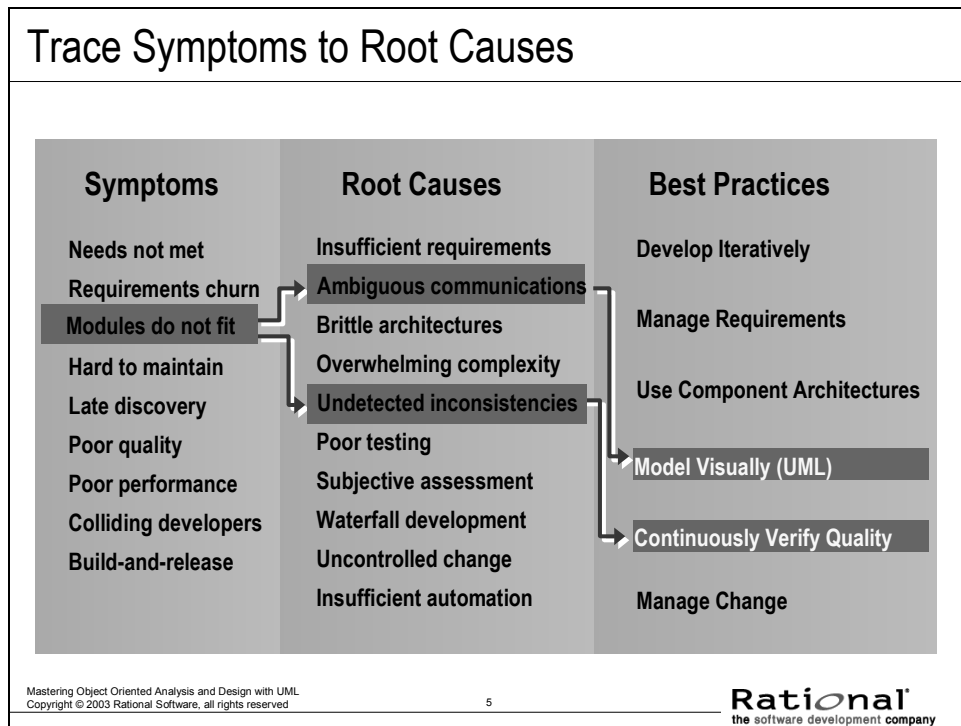 Trace Symptoms to Root Causes
Symptoms
Needs not met
Requirements churn
Modules do not fit
Hard to maintain
Late discovery
Poor quality
Poor performance
Colliding developers
Build-and-release
Root Causes
Insufficient requirements
Ambiguous communications
Brittle architectures
Overwhelming complexity
Undetected inconsistencies
Poor testing
Subjective assessment
Waterfall development
Uncontrolled change
Insufficient automation
Best Practices
Develop Iteratively
Manage Requirements
Use Component Architectures
Model Visually (UML)
Continuously Verify Quality
Manage Change
Mastering Object Oriented Analysis and Design with UML
Copyright © 2003 Rational Software, all rights reserved
5
Rational
the software development company